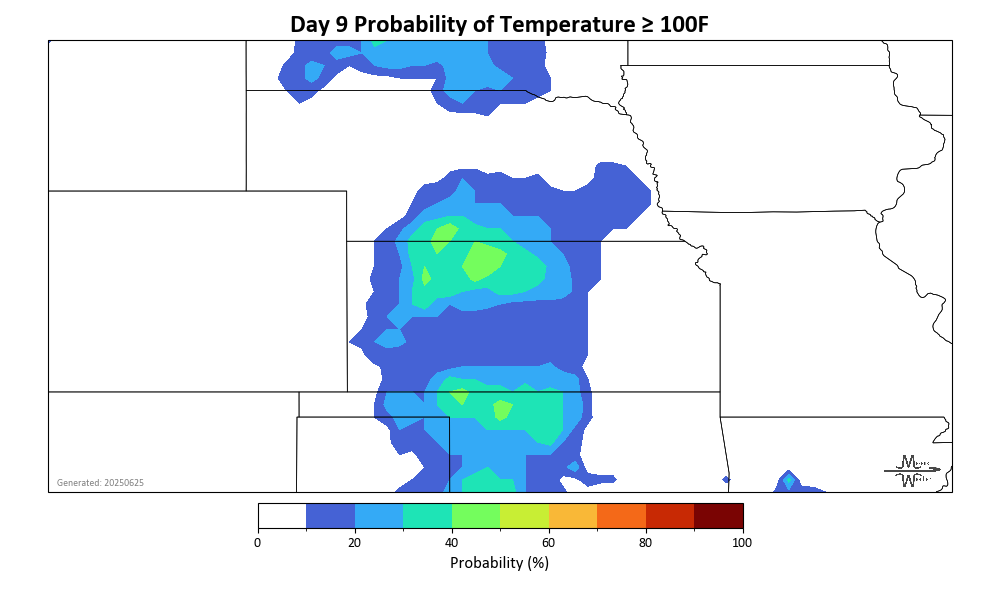 Day 9 Probability of Temperature ≥ 100F
Generated: 20250625
0 20 40 60 80 100
Probability (%)